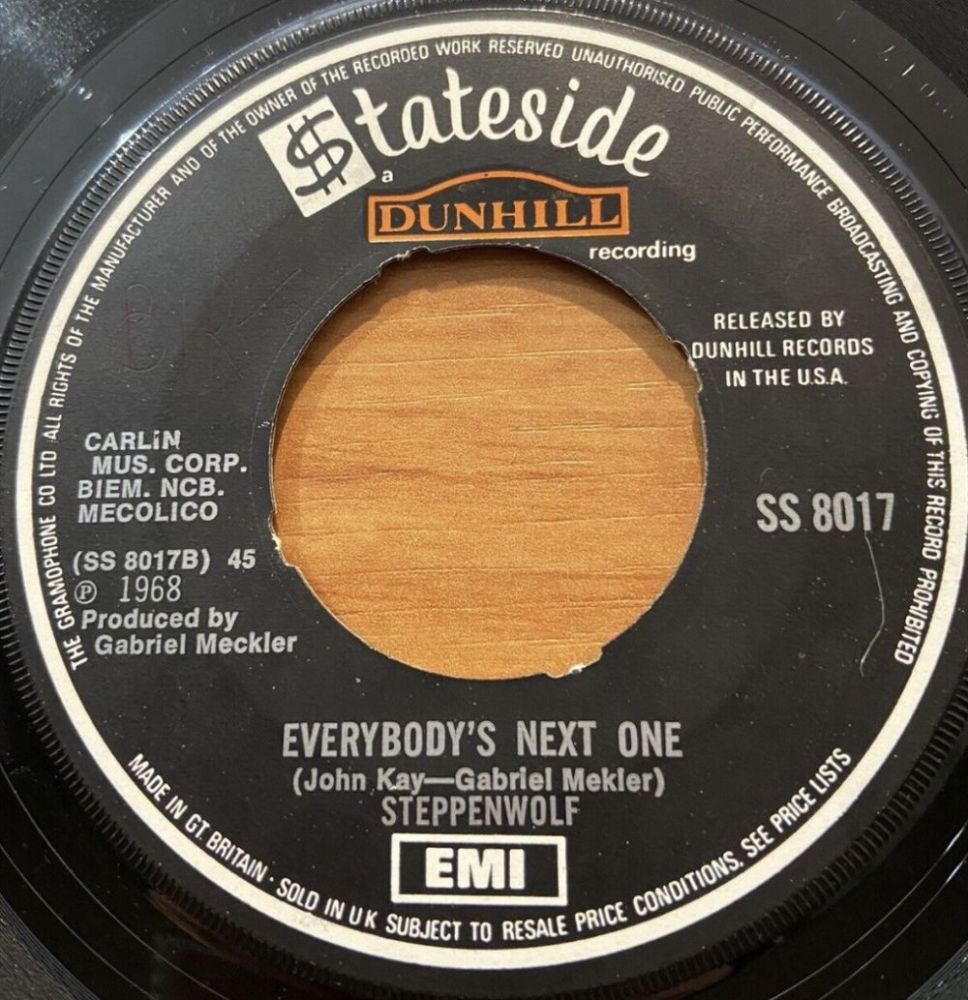 THE GRAMOPHONE CO LTD ALL RIGHTS OF THE MANUFACTURER AND OF THE OWNER OF THE RECORDED WORK RESERVED UNAUTHORISED PUBLIC PERFORMANCE BROADCASTING AND COPYING OF THIS RECORD PROHIBITED
$tateside
a
DUNHILL
recording
RELEASED BY
DUNHILL RECORDS
IN THE U.S.A.
CARLIN
MUS. CORP.
BIEM. NCB.
MECOLICO
SS 8017
(SS 8017B) 45
℗ 1968
Produced by
Gabriel Meckler
EVERYBODY'S NEXT ONE
(John Kay—Gabriel Mekler)
STEPPENWOLF
EMI
MADE IN GT. BRITAIN · SOLD IN U K SUBJECT TO RESALE PRICE CONDITIONS. SEE PRICE LISTS